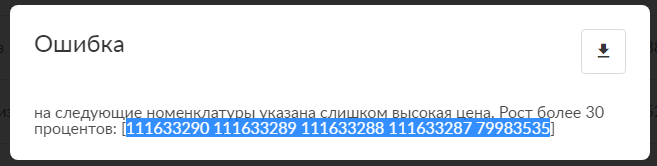 Ошибка
на следующие номенклатуры указана слишком высокая цена. Рост более 30
процентов: [111633290 111633289 111633288 111633287 79983535]